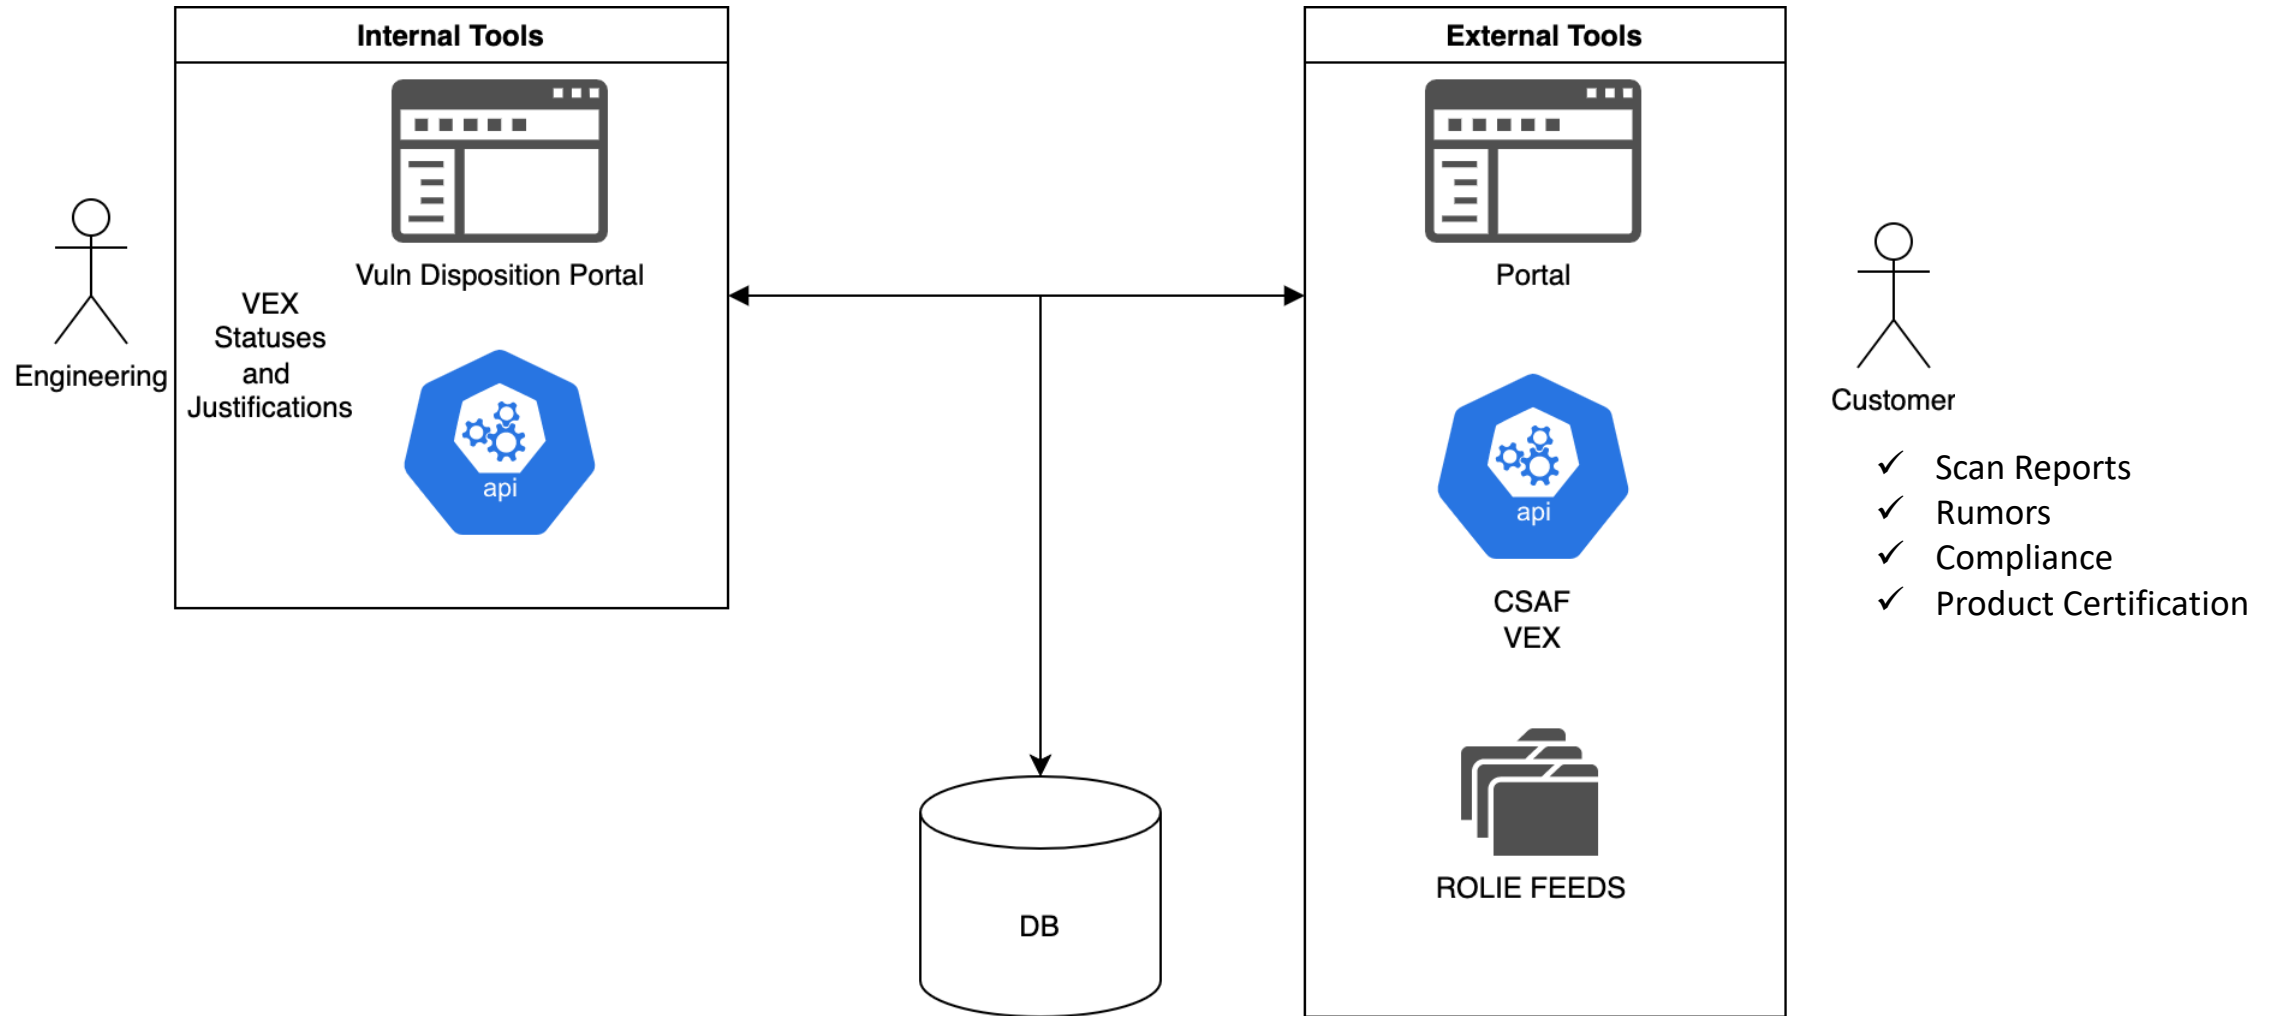 Internal Tools
Vuln Disposition Portal
VEX
Statuses
and
Justifications
api
Engineering
DB
External Tools
Portal
api
CSAF
VEX
ROLIE FEEDS
Customer
Scan Reports
Rumors
Compliance
Product Certification